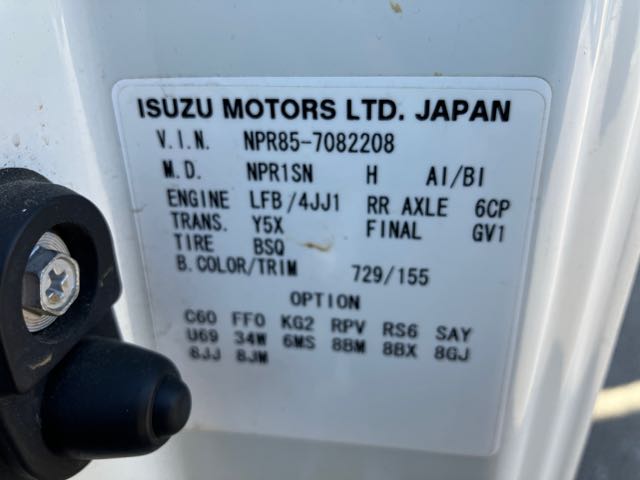 ISUZU MOTORS LTD. JAPAN
V.I.N. NPR85-7082208
M.D. NPR1SN H AI/BI
ENGINE LFB/4JJ1 RR AXLE 6CP
TRANS. Y5X FINAL GV1
TIRE BSQ
B.COLOR/TRIM 729/155
OPTION
C60 FF0 KG2 RPV RS6 SAY
U69 34W 6MS 8BM 8BX 8GJ
8JJ 8JM